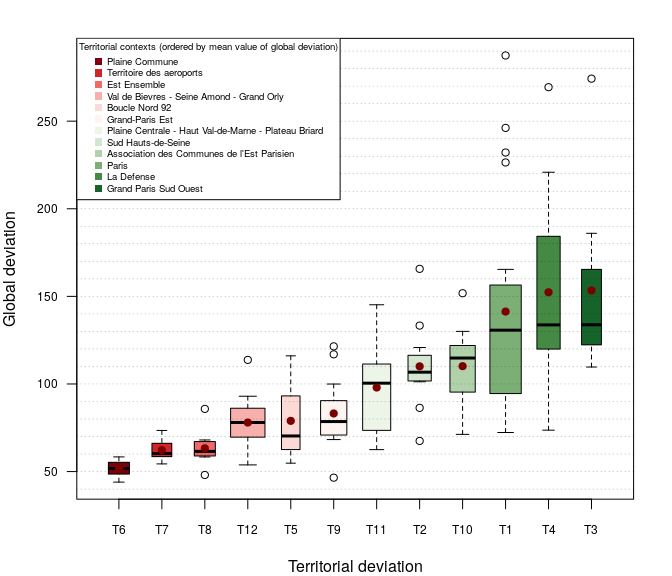 Territorial contexts (ordered by mean value of global deviation)
Plaine Commune
Territoire des aeroports
Est Ensemble
Val de Bievres - Seine Amond - Grand Orly
Boucle Nord 92
Grand-Paris Est
Plaine Centrale - Haut Val-de-Marne - Plateau Briard
Sud Hauts-de-Seine
Association des Communes de l'Est Parisien
Paris
La Defense
Grand Paris Sud Ouest
250
200
150
100
50
Global deviation
T6 T7 T8 T12 T5 T9 T11 T2 T10 T1 T4 T3
Territorial deviation